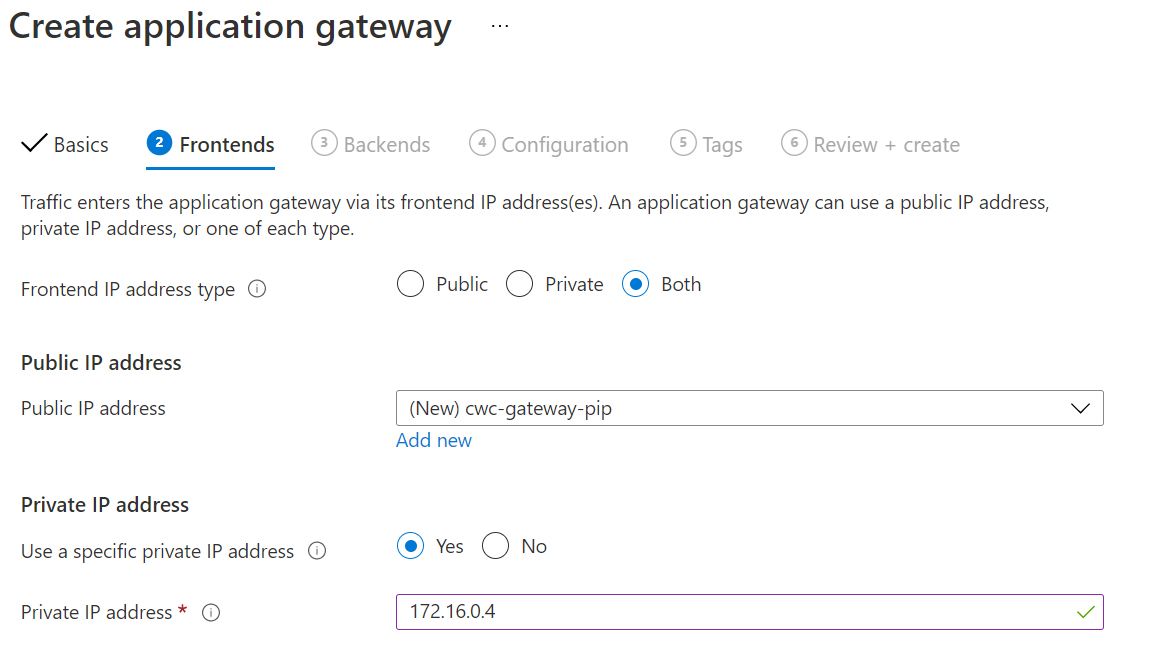 Create application gateway ...
Basics 2 Frontends 3 Backends 4 Configuration 5 Tags 6 Review + create
Traffic enters the application gateway via its frontend IP address(es). An application gateway can use a public IP address,
private IP address, or one of each type.
Frontend IP address type Public Private Both
Public IP address
Public IP address (New) cwc-gateway-pip
Add new
Private IP address
Use a specific private IP address Yes No
Private IP address * 172.16.0.4